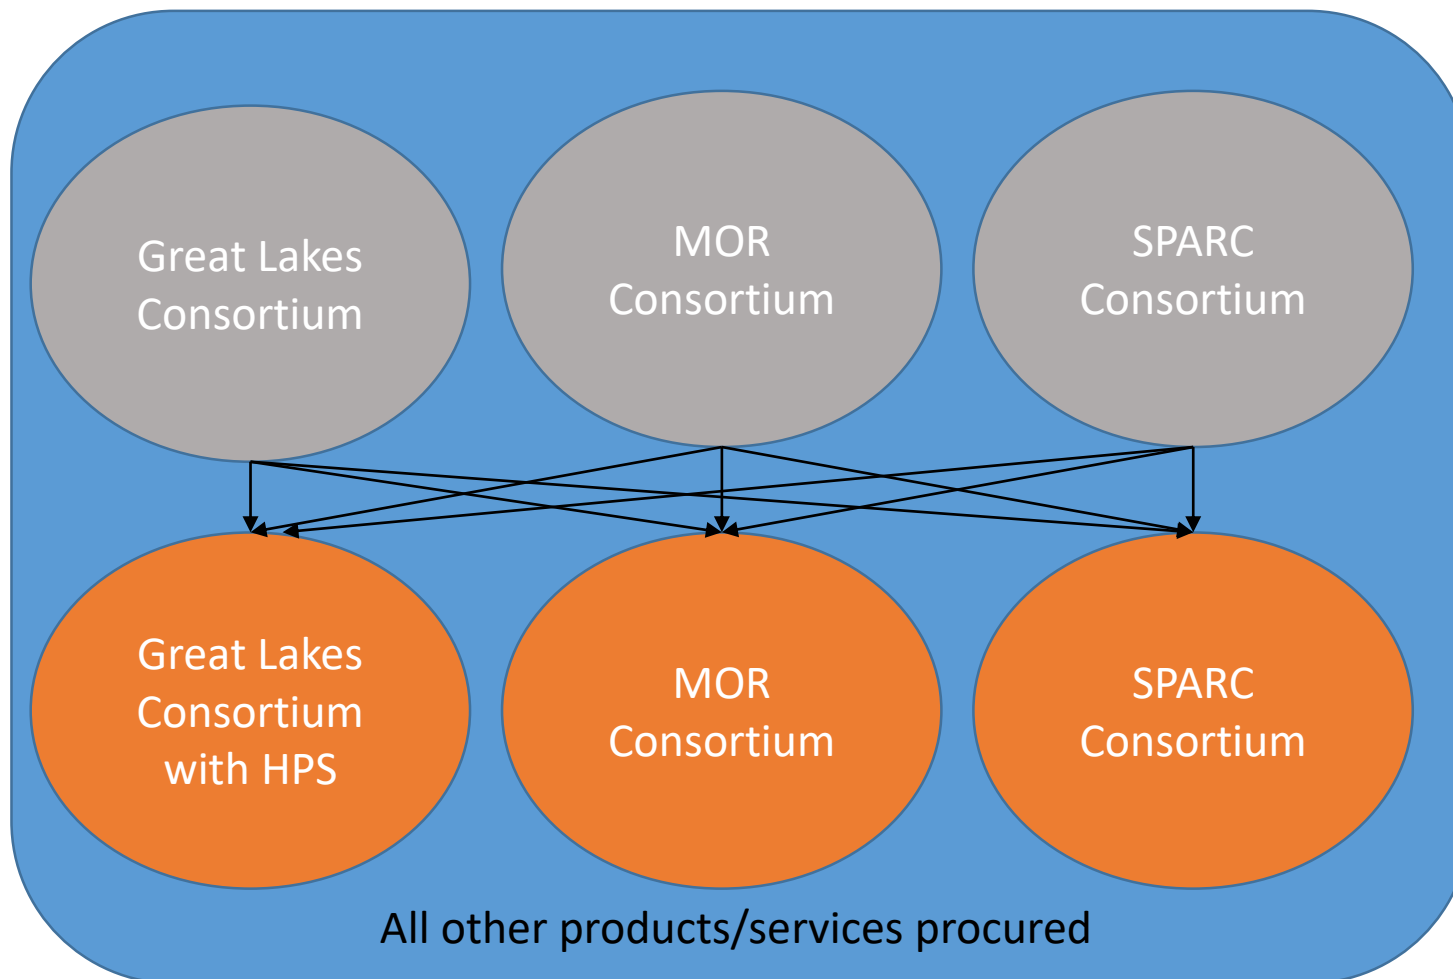 Great Lakes
Consortium
MOR
Consortium
SPARC
Consortium
Great Lakes
Consortium
with HPS
MOR
Consortium
SPARC
Consortium
All other products/services procured